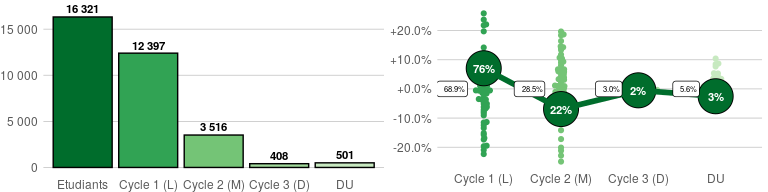 16 321
12 397
3 516
408
501
15 000
10 000
5 000
0
Etudiants
Cycle 1 (L)
Cycle 2 (M)
Cycle 3 (D)
DU
+20.0%
+10.0%
+0.0%
-10.0%
-20.0%
68.9%
76%
28.5%
22%
3.0%
2%
5.6%
3%
Cycle 1 (L)
Cycle 2 (M)
Cycle 3 (D)
DU